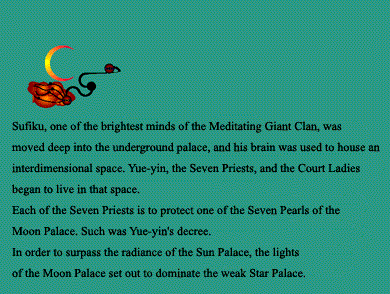 Sufiku, one of the brightest minds of the Meditating Giant Clan, was
moved deep into the underground palace, and his brain was used to house an
interdimensional space. Yue-yin, the Seven Priests, and the Court Ladies
began to live in that space.
Each of the Seven Priests is to protect one of the Seven Pearls of the
Moon Palace. Such was Yue-yin's decree.
In order to surpass the radiance of the Sun Palace, the lights
of the Moon Palace set out to dominate the weak Star Palace.